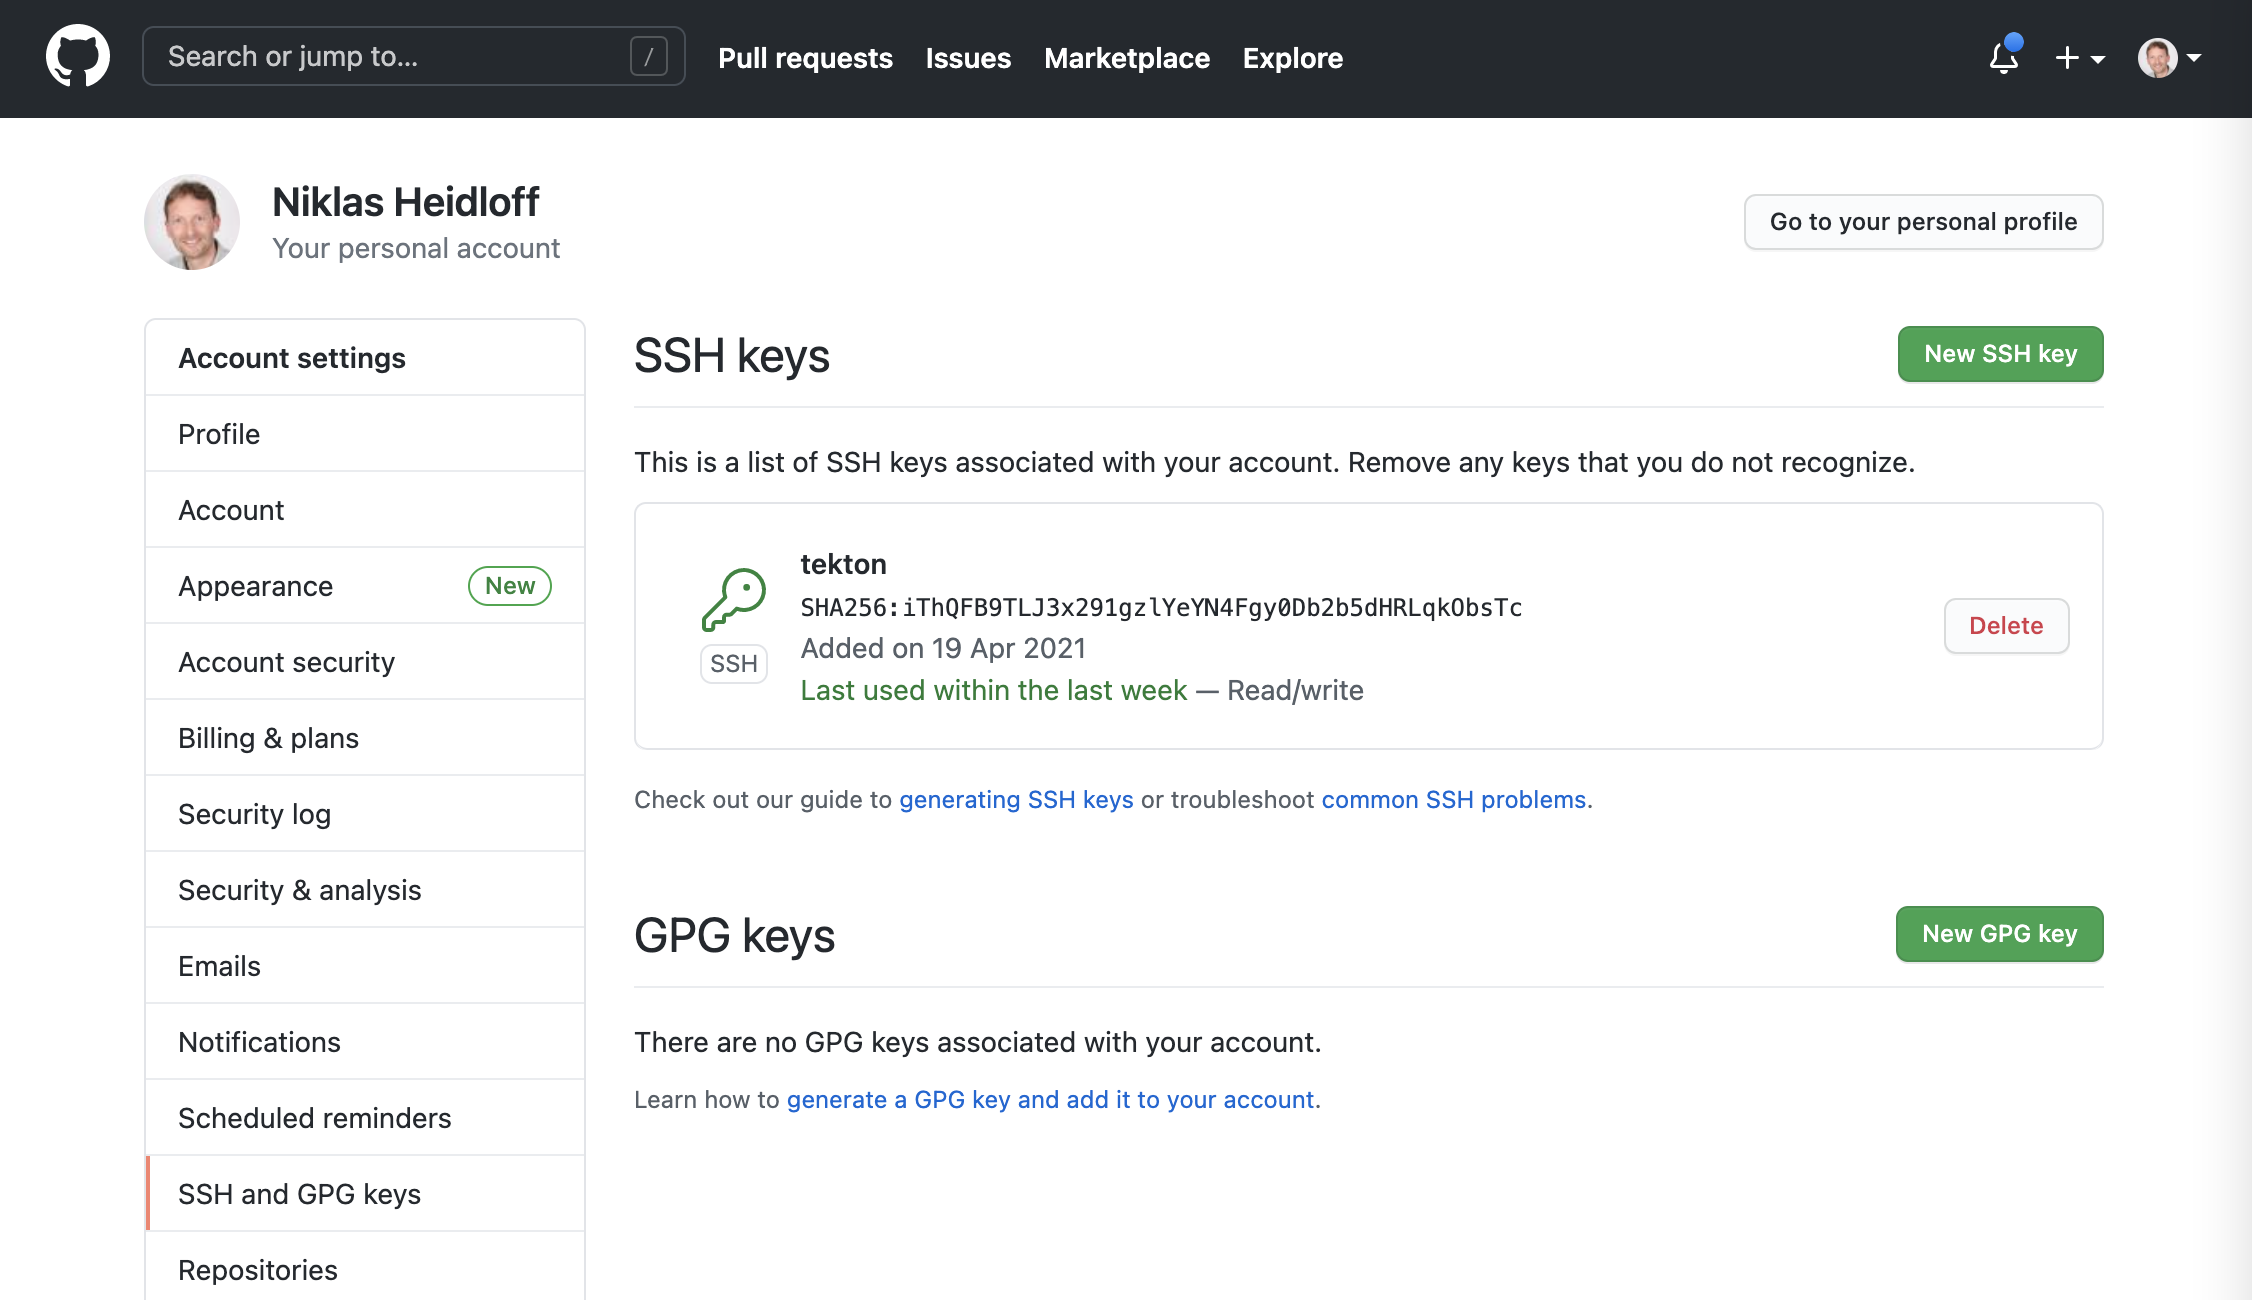 Search or jump to...
/
Pull requests
Issues
Marketplace
Explore
Niklas Heidloff
Your personal account
Go to your personal profile
Account settings
Profile
Account
Appearance
New
Account security
Billing & plans
Security log
Security & analysis
Emails
Notifications
Scheduled reminders
SSH and GPG keys
Repositories
SSH keys
New SSH key
This is a list of SSH keys associated with your account. Remove any keys that you do not recognize.
tekton
SHA256:iThQFB9TLJ3x291gzlYeYN4Fgy0Db2b5dHRLqkObsTc
Added on 19 Apr 2021
Last used within the last week — Read/write
SSH
Delete
Check out our guide to generating SSH keys or troubleshoot common SSH problems.
GPG keys
New GPG key
There are no GPG keys associated with your account.
Learn how to generate a GPG key and add it to your account.